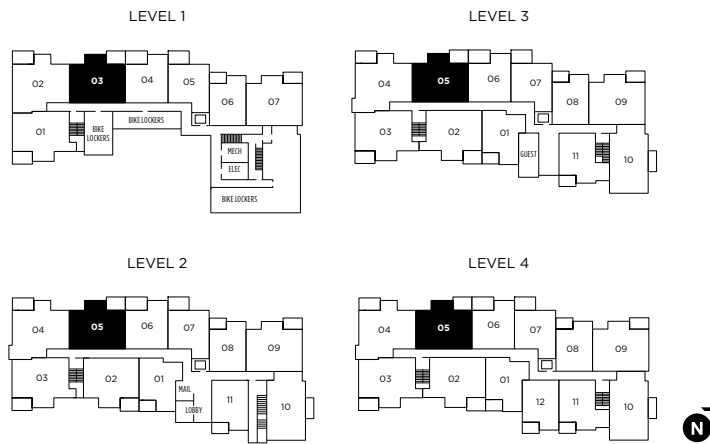 LEVEL 1
02
03
04
05
06
07
01
BIKE
LOCKERS
BIKE LOCKERS
MECH
ELEC
BIKE LOCKERS
LEVEL 3
04
05
06
07
08
09
03
02
01
GUEST
11
10
LEVEL 2
04
05
06
07
08
09
03
02
01
MAIL
LOBBY
11
10
LEVEL 4
04
05
06
07
08
09
03
02
01
12
11
10
N